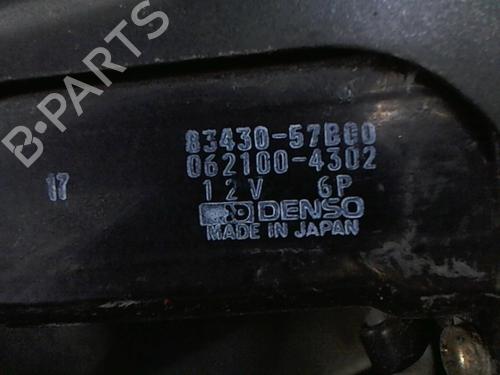 B-PARTS
83430-57B00
062100-4302
17
12V 6P
DENSO
MADE IN JAPAN